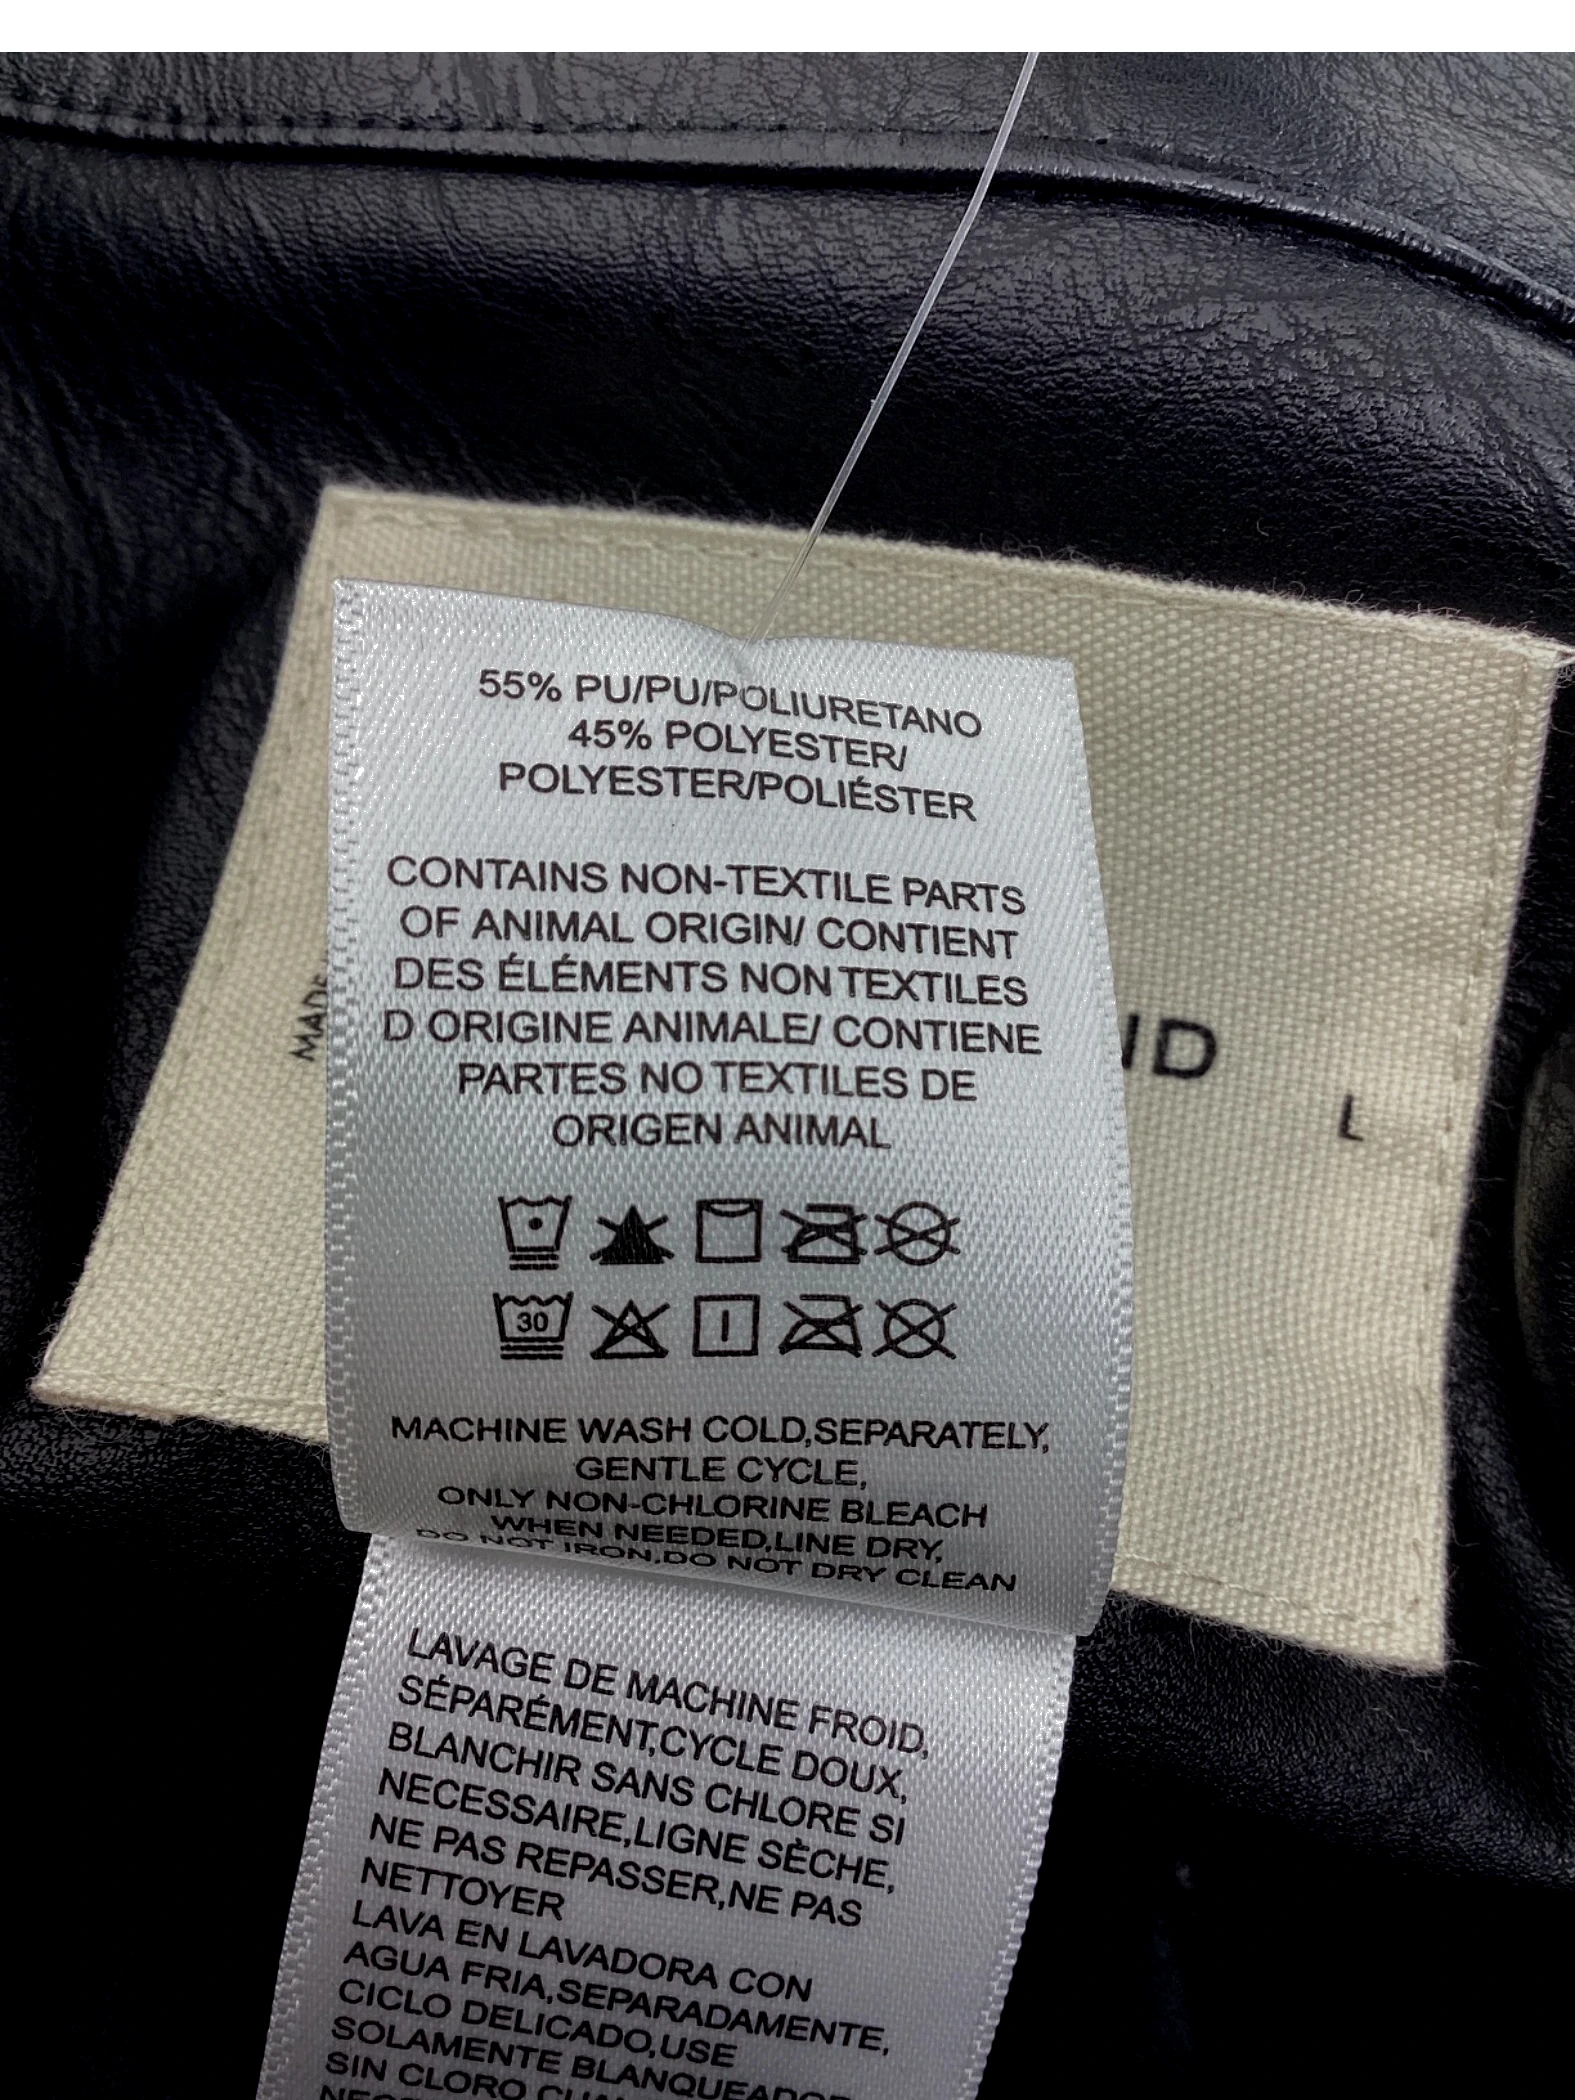 55% PU/PU/POLIURETANO
45% POLYESTER/
POLYESTER/POLIÉSTER
CONTAINS NON-TEXTILE PARTS
OF ANIMAL ORIGIN/ CONTIENT
DES ÉLÉMENTS NON TEXTILES
D ORIGINE ANIMALE/ CONTIENE
PARTES NO TEXTILES DE
ORIGEN ANIMAL
30
MACHINE WASH COLD,SEPARATELY,
GENTLE CYCLE,
ONLY NON-CHLORINE BLEACH
WHEN NEEDED,LINE DRY,
DO NOT IRON,DO NOT DRY CLEAN
LAVAGE DE MACHINE FROID,
SÉPARÉMENT,CYCLE DOUX,
BLANCHIR SANS CHLORE SI
NECESSAIRE,LIGNE SÈCHE,
NE PAS REPASSER,NE PAS
NETTOYER
LAVA EN LAVADORA CON
AGUA FRIA,SEPARADAMENTE,
CICLO DELICADO,USE
SOLAMENTE BLANQUEADOR
SIN CLORO
MADE
L